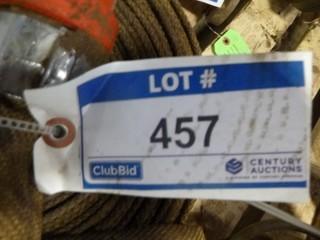 LOT #
457
ClubBid
CENTURY
AUCTIONS